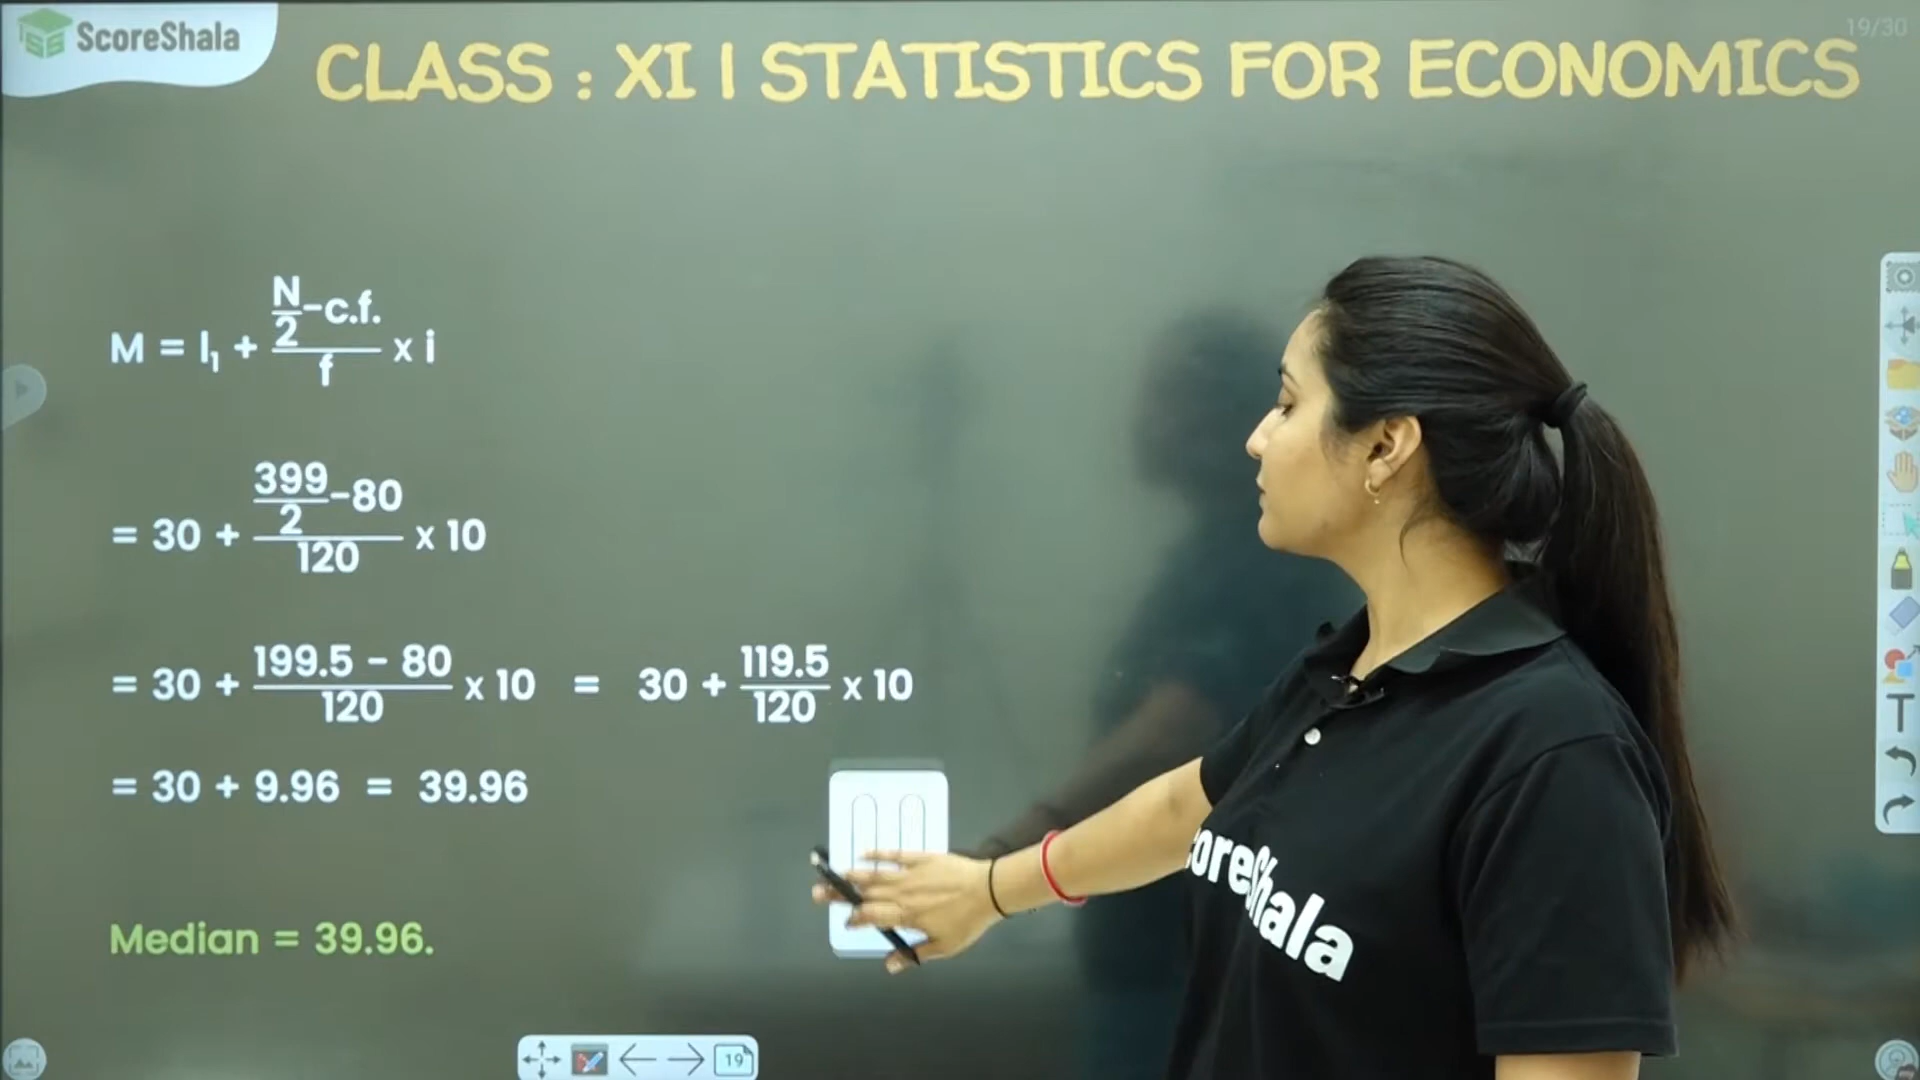 ScoreShala
19/30
CLASS : XI | STATISTICS FOR ECONOMICS
M = l₁ + (N/2 - c.f.)/f x i
= 30 + (399/2 - 80)/120 x 10
= 30 + (199.5 - 80)/120 x 10 = 30 + 119.5/120 x 10
= 30 + 9.96 = 39.96
Median = 39.96.
coreShala
T
19